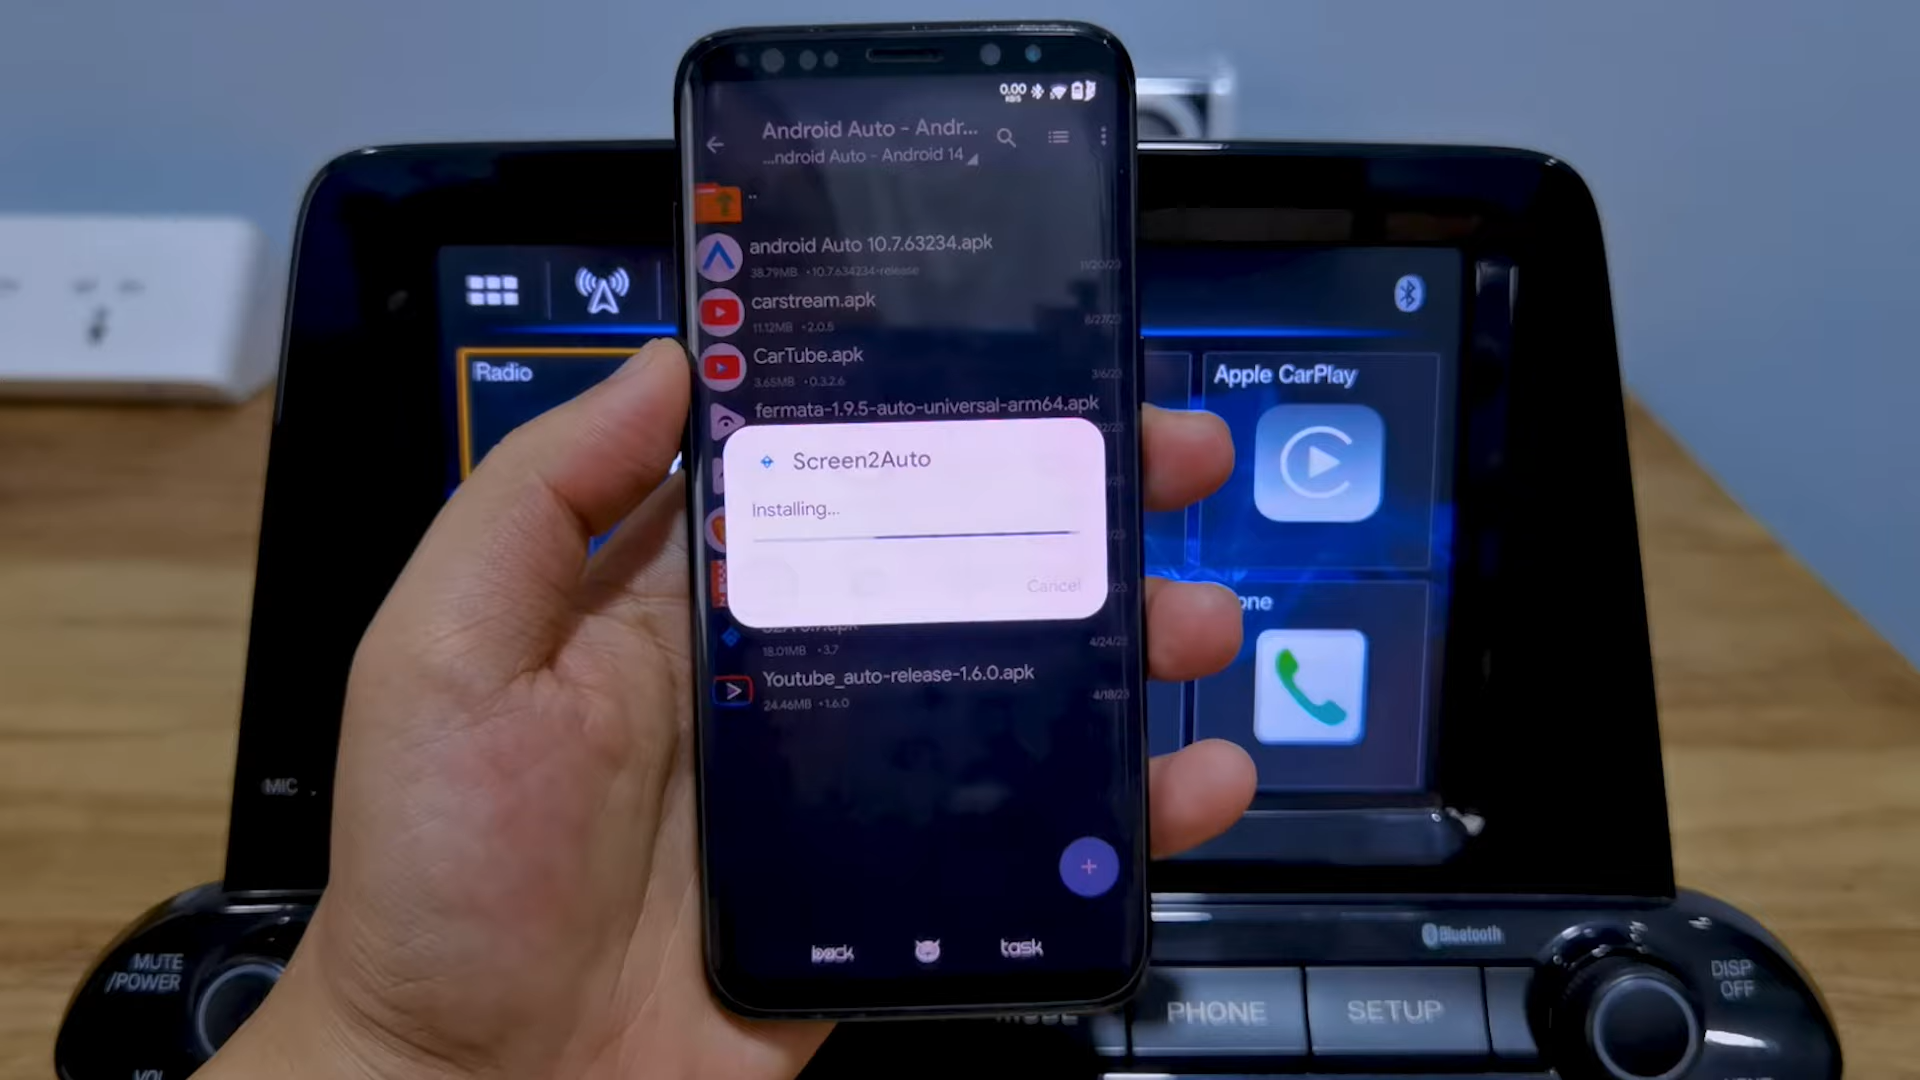 0.00
KB/S
Android Auto - Andr...
...ndroid Auto - Android 14
..
android Auto 10.7.63234.apk
38.79MB •10.7.634234-release
11/20/23
carstream.apk
11.12MB •2.0.5
6/27/23
CarTube.apk
3.65MB •0.3.2.6
3/6/23
fermata-1.9.5-auto-universal-arm64.apk
Screen2Auto
Installing...
Cancel
18.01MB •3.7
4/24/23
Youtube_auto-release-1.6.0.apk
24.46MB •1.6.0
4/18/23
back
task
Radio
Apple CarPlay
one
MIC
MUTE
/POWER
VOL
Bluetooth
MODE
PHONE
SETUP
DISP
OFF